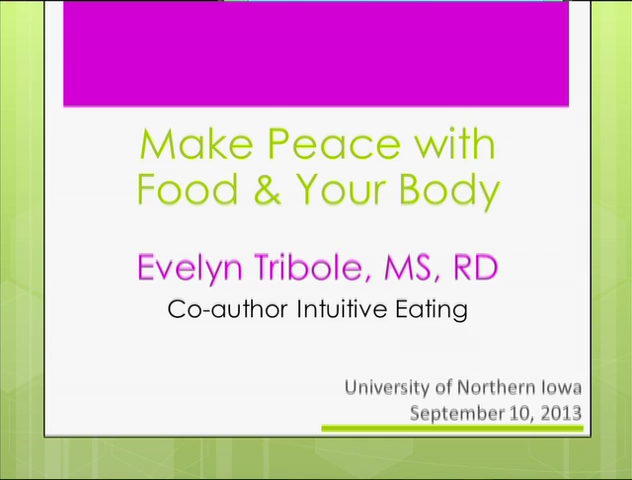 Make Peace with
Food & Your Body
Evelyn Tribole, MS, RD
Co-author Intuitive Eating
University of Northern Iowa
September 10, 2013